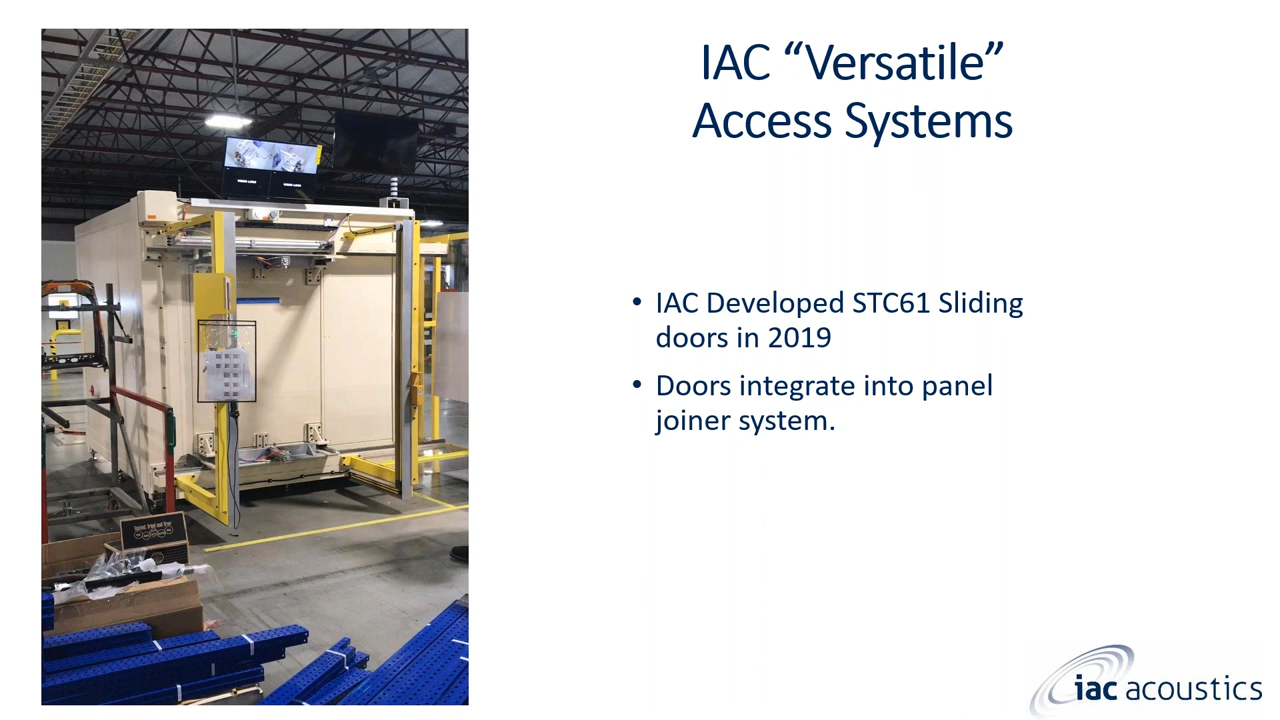 IAC “Versatile”
Access Systems
• IAC Developed STC61 Sliding
doors in 2019
• Doors integrate into panel
joiner system.
iac acoustics